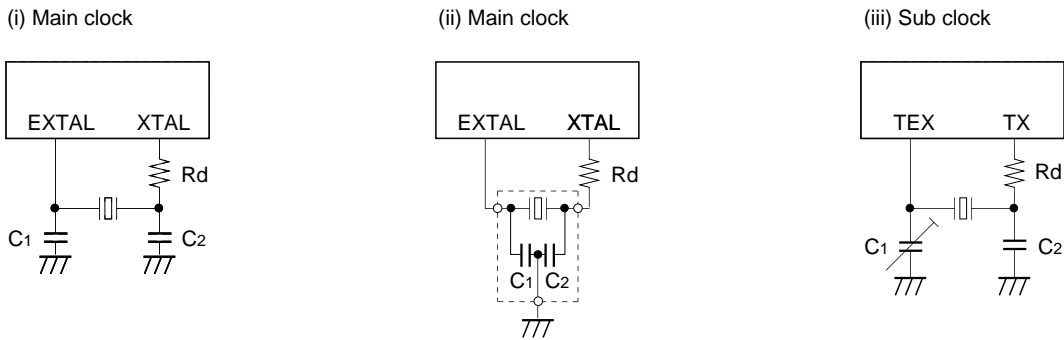 (i) Main clock
EXTAL XTAL
Rd
C1 C2
(ii) Main clock
EXTAL XTAL
Rd
C1 C2
(iii) Sub clock
TEX TX
Rd
C1 C2